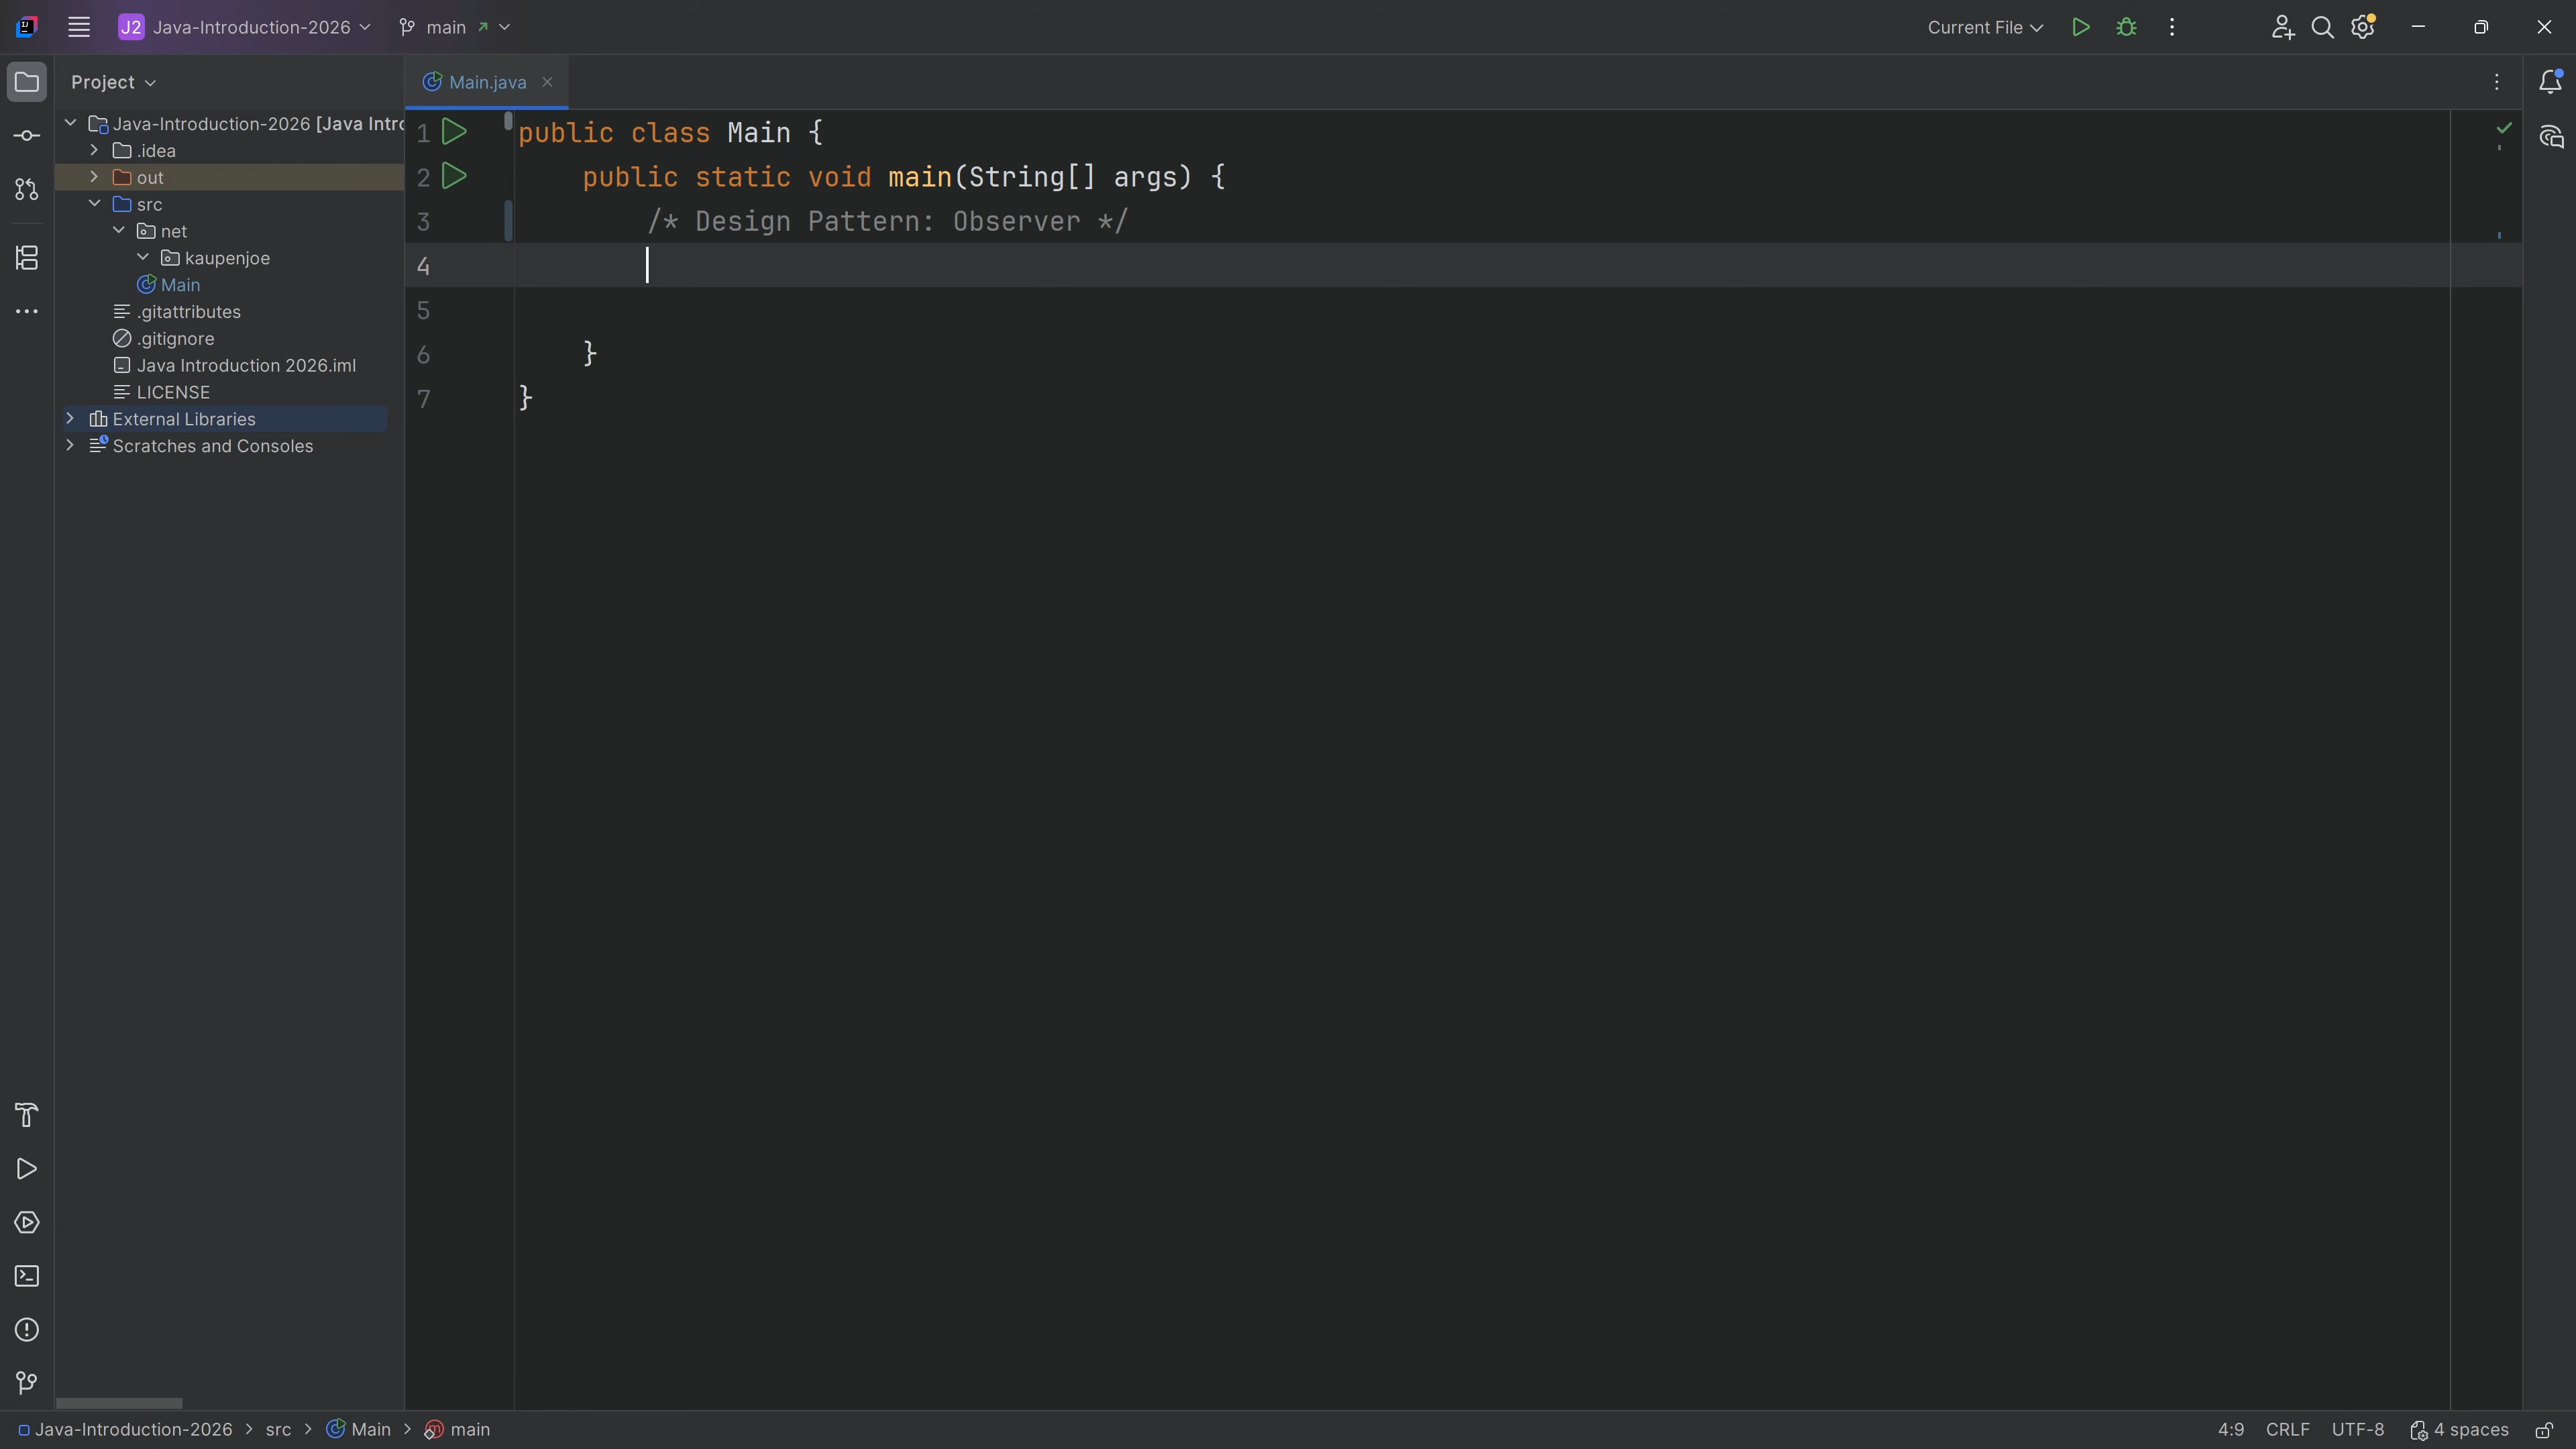 J2 Java-Introduction-2026 main Current File
Project Main.java
Java-Introduction-2026 [Java Intro
.idea
out
src
net
kaupenjoe
Main
.gitattributes
.gitignore
Java Introduction 2026.iml
LICENSE
External Libraries
Scratches and Consoles
1 public class Main {
2 public static void main(String[] args) {
3 /* Design Pattern: Observer */
4
5
6 }
7 }
Java-Introduction-2026 > src > Main > main 4:9 CRLF UTF-8 4 spaces